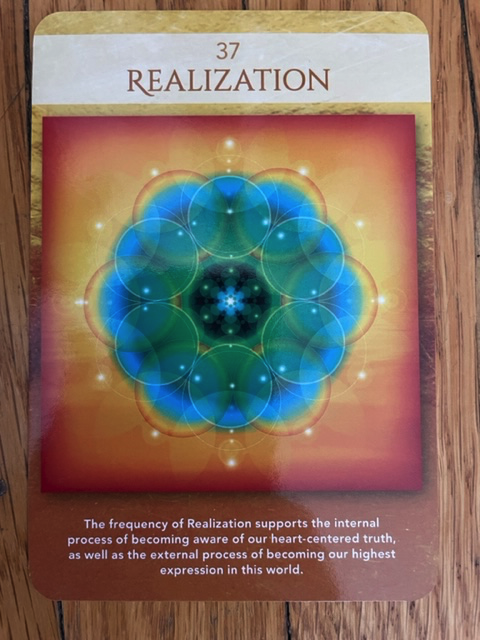 37
REALIZATION
The frequency of Realization supports the internal
process of becoming aware of our heart-centered truth,
as well as the external process of becoming our highest
expression in this world.